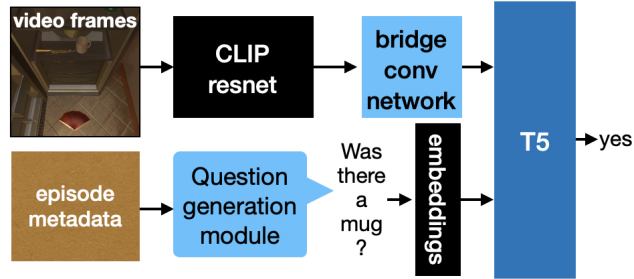 video frames
CLIP
resnet
bridge
conv
network
T5
yes
episode
metadata
Question
generation
module
Was
there
a
mug
?
embeddings